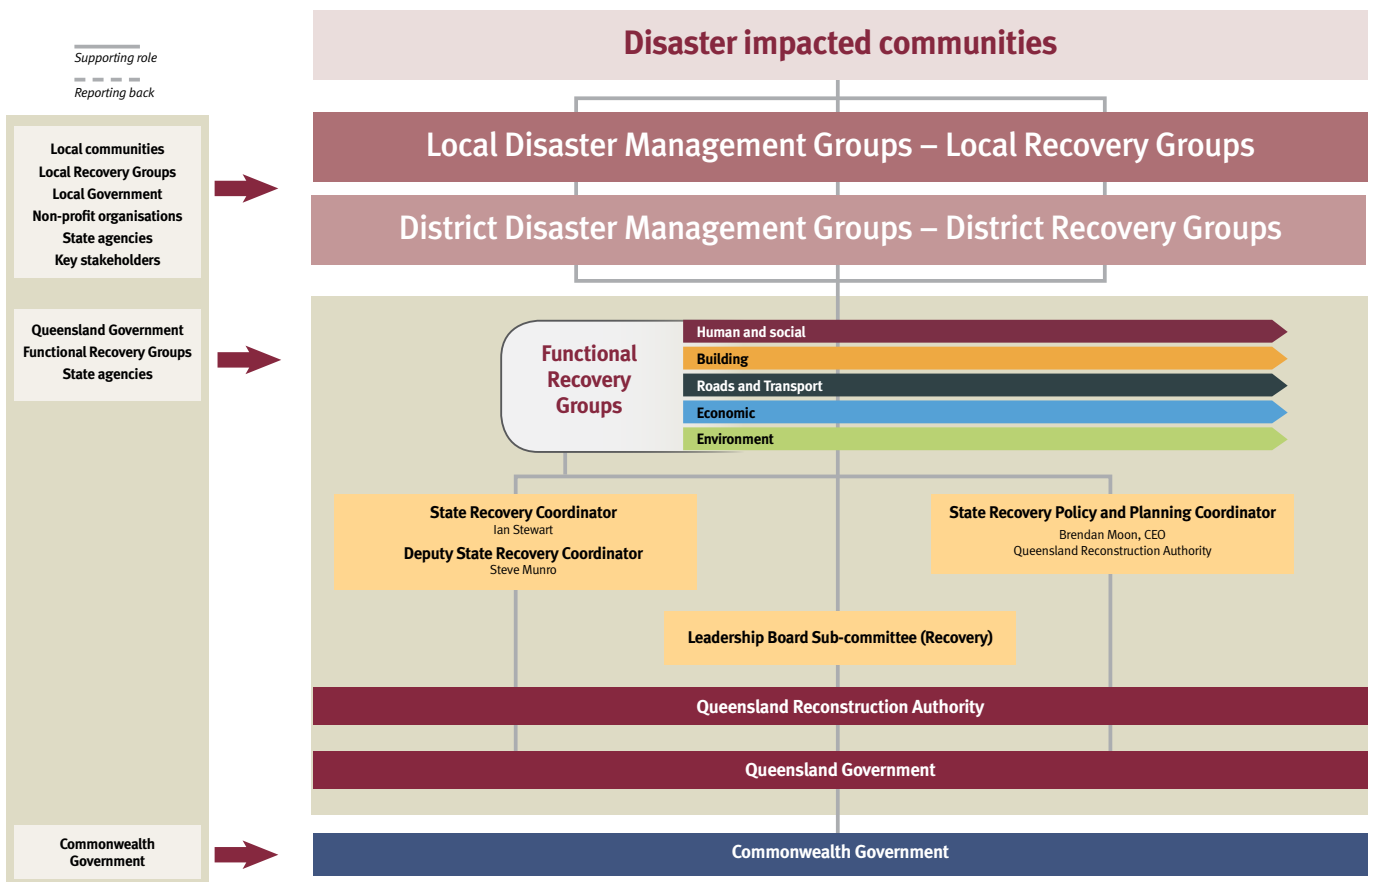 Disaster impacted communities
Supporting role
Reporting back
Local communities
Local Recovery Groups
Local Government
Non-profit organisations
State agencies
Key stakeholders
Local Disaster Management Groups – Local Recovery Groups
District Disaster Management Groups – District Recovery Groups
Queensland Government
Functional Recovery Groups
State agencies
Functional
Recovery
Groups
Human and social
Building
Roads and Transport
Economic
Environment
State Recovery Coordinator
Ian Stewart
Deputy State Recovery Coordinator
Steve Munro
State Recovery Policy and Planning Coordinator
Brendan Moon, CEO
Queensland Reconstruction Authority
Leadership Board Sub-committee (Recovery)
Queensland Reconstruction Authority
Queensland Government
Commonwealth
Government
Commonwealth Government